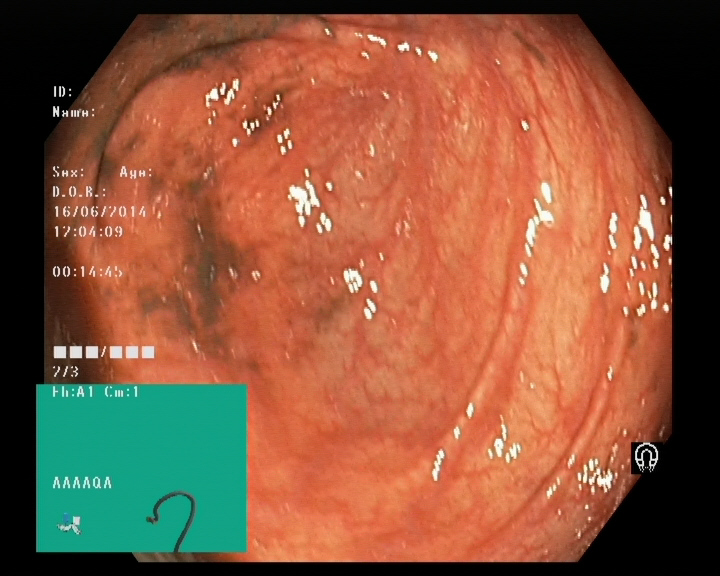 ID:
Name:
Sex: Age:
D.O.B.:
16/06/2014
12:04:09
00:14:45
■■■/■■■
2/3
Eh:A1 Cm:1
AAAAQA